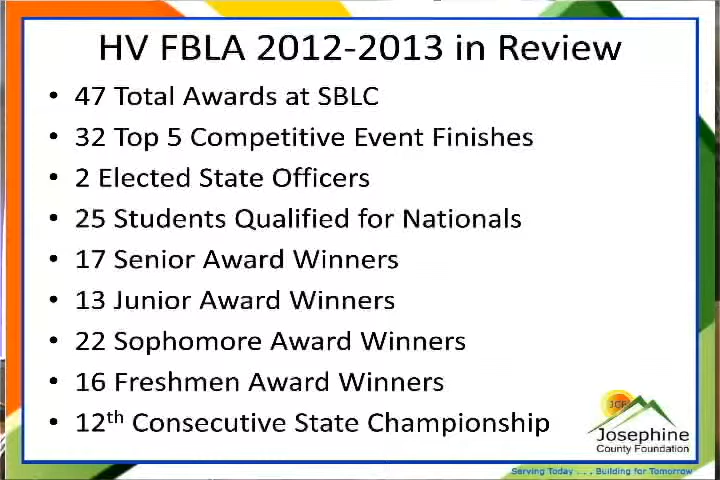 HV FBLA 2012-2013 in Review
• 47 Total Awards at SBLC
• 32 Top 5 Competitive Event Finishes
• 2 Elected State Officers
• 25 Students Qualified for Nationals
• 17 Senior Award Winners
• 13 Junior Award Winners
• 22 Sophomore Award Winners
• 16 Freshmen Award Winners
• 12th Consecutive State Championship
JCF
Josephine
County Foundation
Serving Today . . . Building for Tomorrow